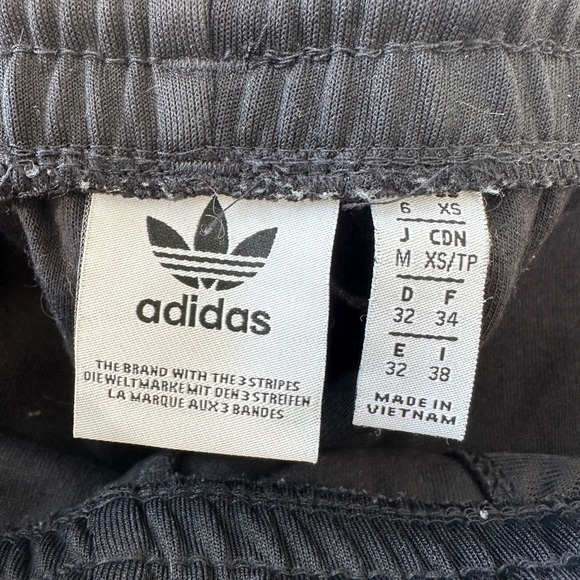 adidas
THE BRAND WITH THE 3 STRIPES
DIE WELTMARKE MIT DEN 3 STREIFEN
LA MARQUE AUX 3 BANDES
6 XS
J CDN
M XS/TP
D F
32 34
E I
32 38
MADE IN
VIETNAM